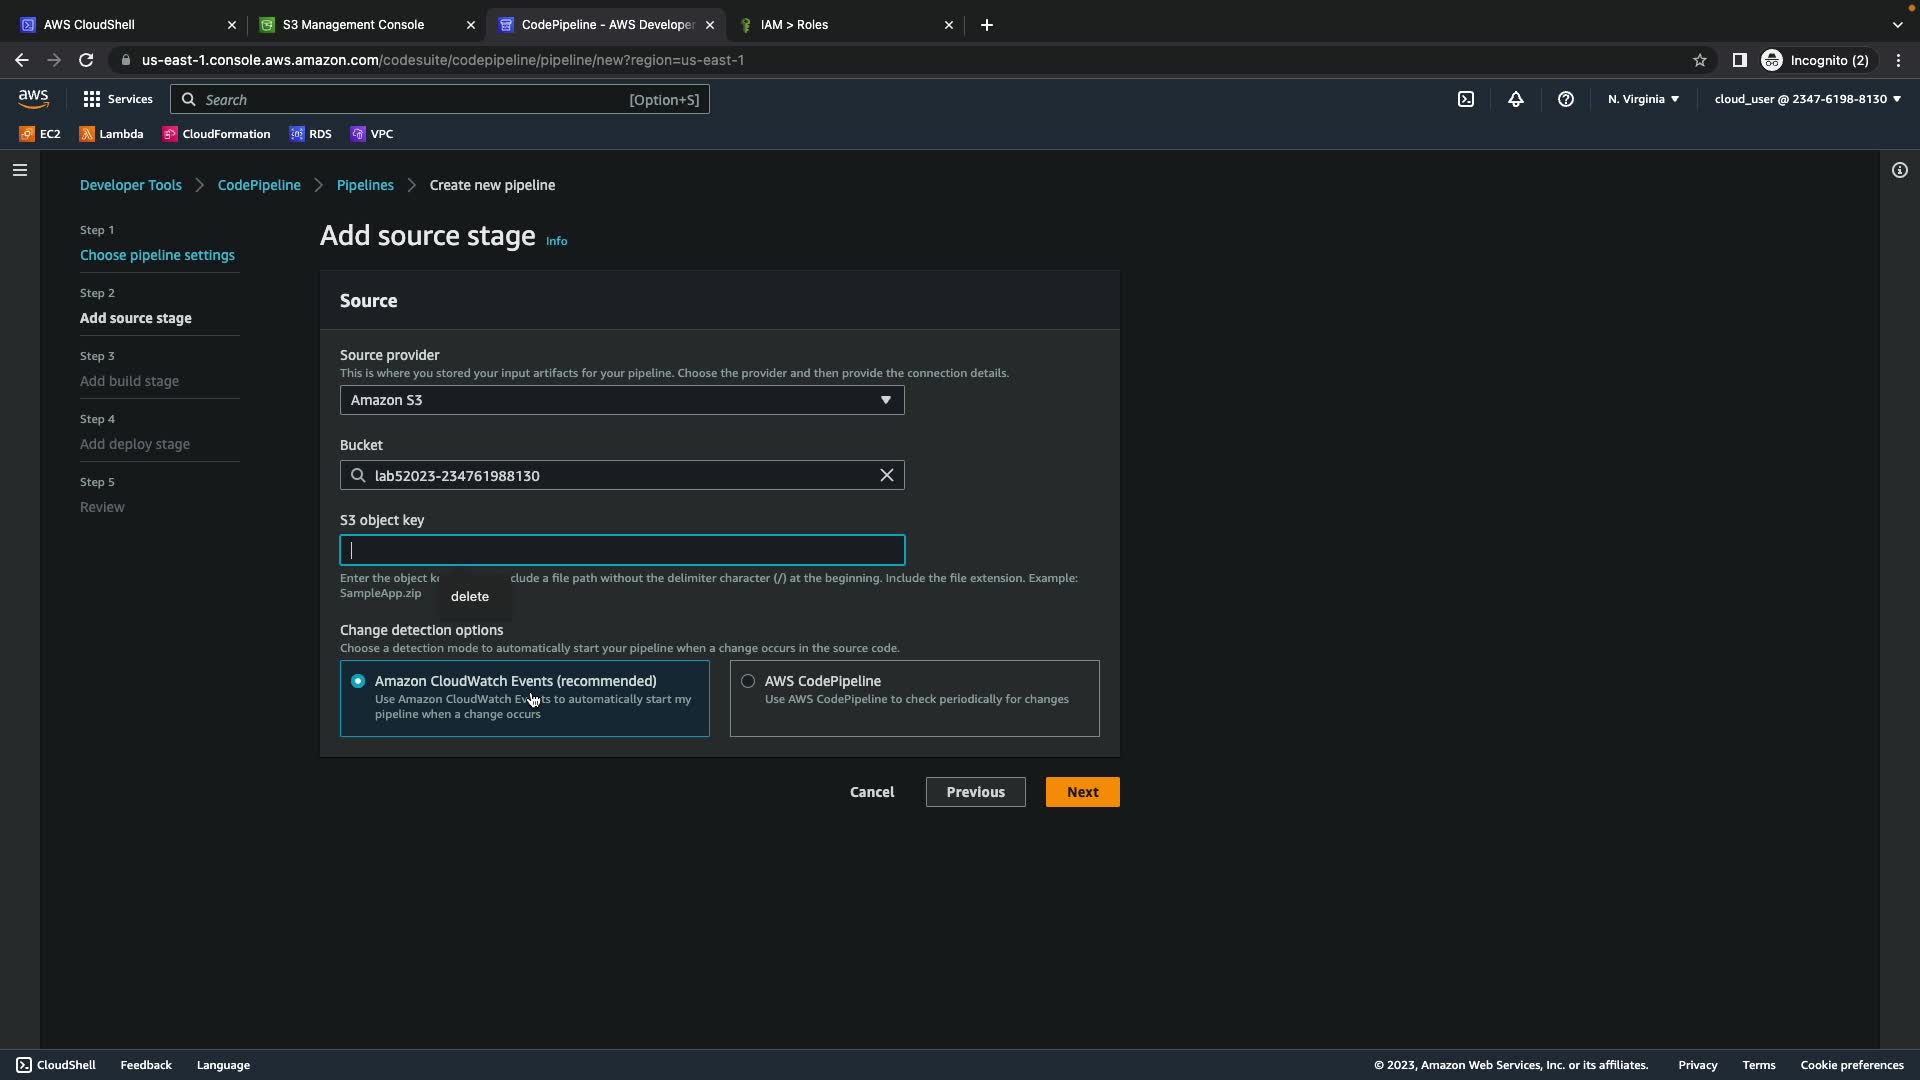 AWS CloudShell
S3 Management Console
CodePipeline - AWS Developer
IAM > Roles
us-east-1.console.aws.amazon.com/codesuite/codepipeline/pipeline/new?region=us-east-1
Incognito (2)
aws
Services
Search
[Option+S]
N. Virginia
cloud_user @ 2347-6198-8130
EC2
Lambda
CloudFormation
RDS
VPC
Developer Tools
CodePipeline
Pipelines
Create new pipeline
Step 1
Choose pipeline settings
Step 2
Add source stage
Step 3
Add build stage
Step 4
Add deploy stage
Step 5
Review
Add source stage Info
Source
Source provider
This is where you stored your input artifacts for your pipeline. Choose the provider and then provide the connection details.
Amazon S3
Bucket
lab52023-234761988130
S3 object key
Enter the object clude a file path without the delimiter character (/) at the beginning. Include the file extension. Example:
SampleApp.zip
delete
Change detection options
Choose a detection mode to automatically start your pipeline when a change occurs in the source code.
Amazon CloudWatch Events (recommended)
Use Amazon CloudWatch Events to automatically start my
pipeline when a change occurs
AWS CodePipeline
Use AWS CodePipeline to check periodically for changes
Cancel
Previous
Next
CloudShell
Feedback
Language
© 2023, Amazon Web Services, Inc. or its affiliates.
Privacy
Terms
Cookie preferences